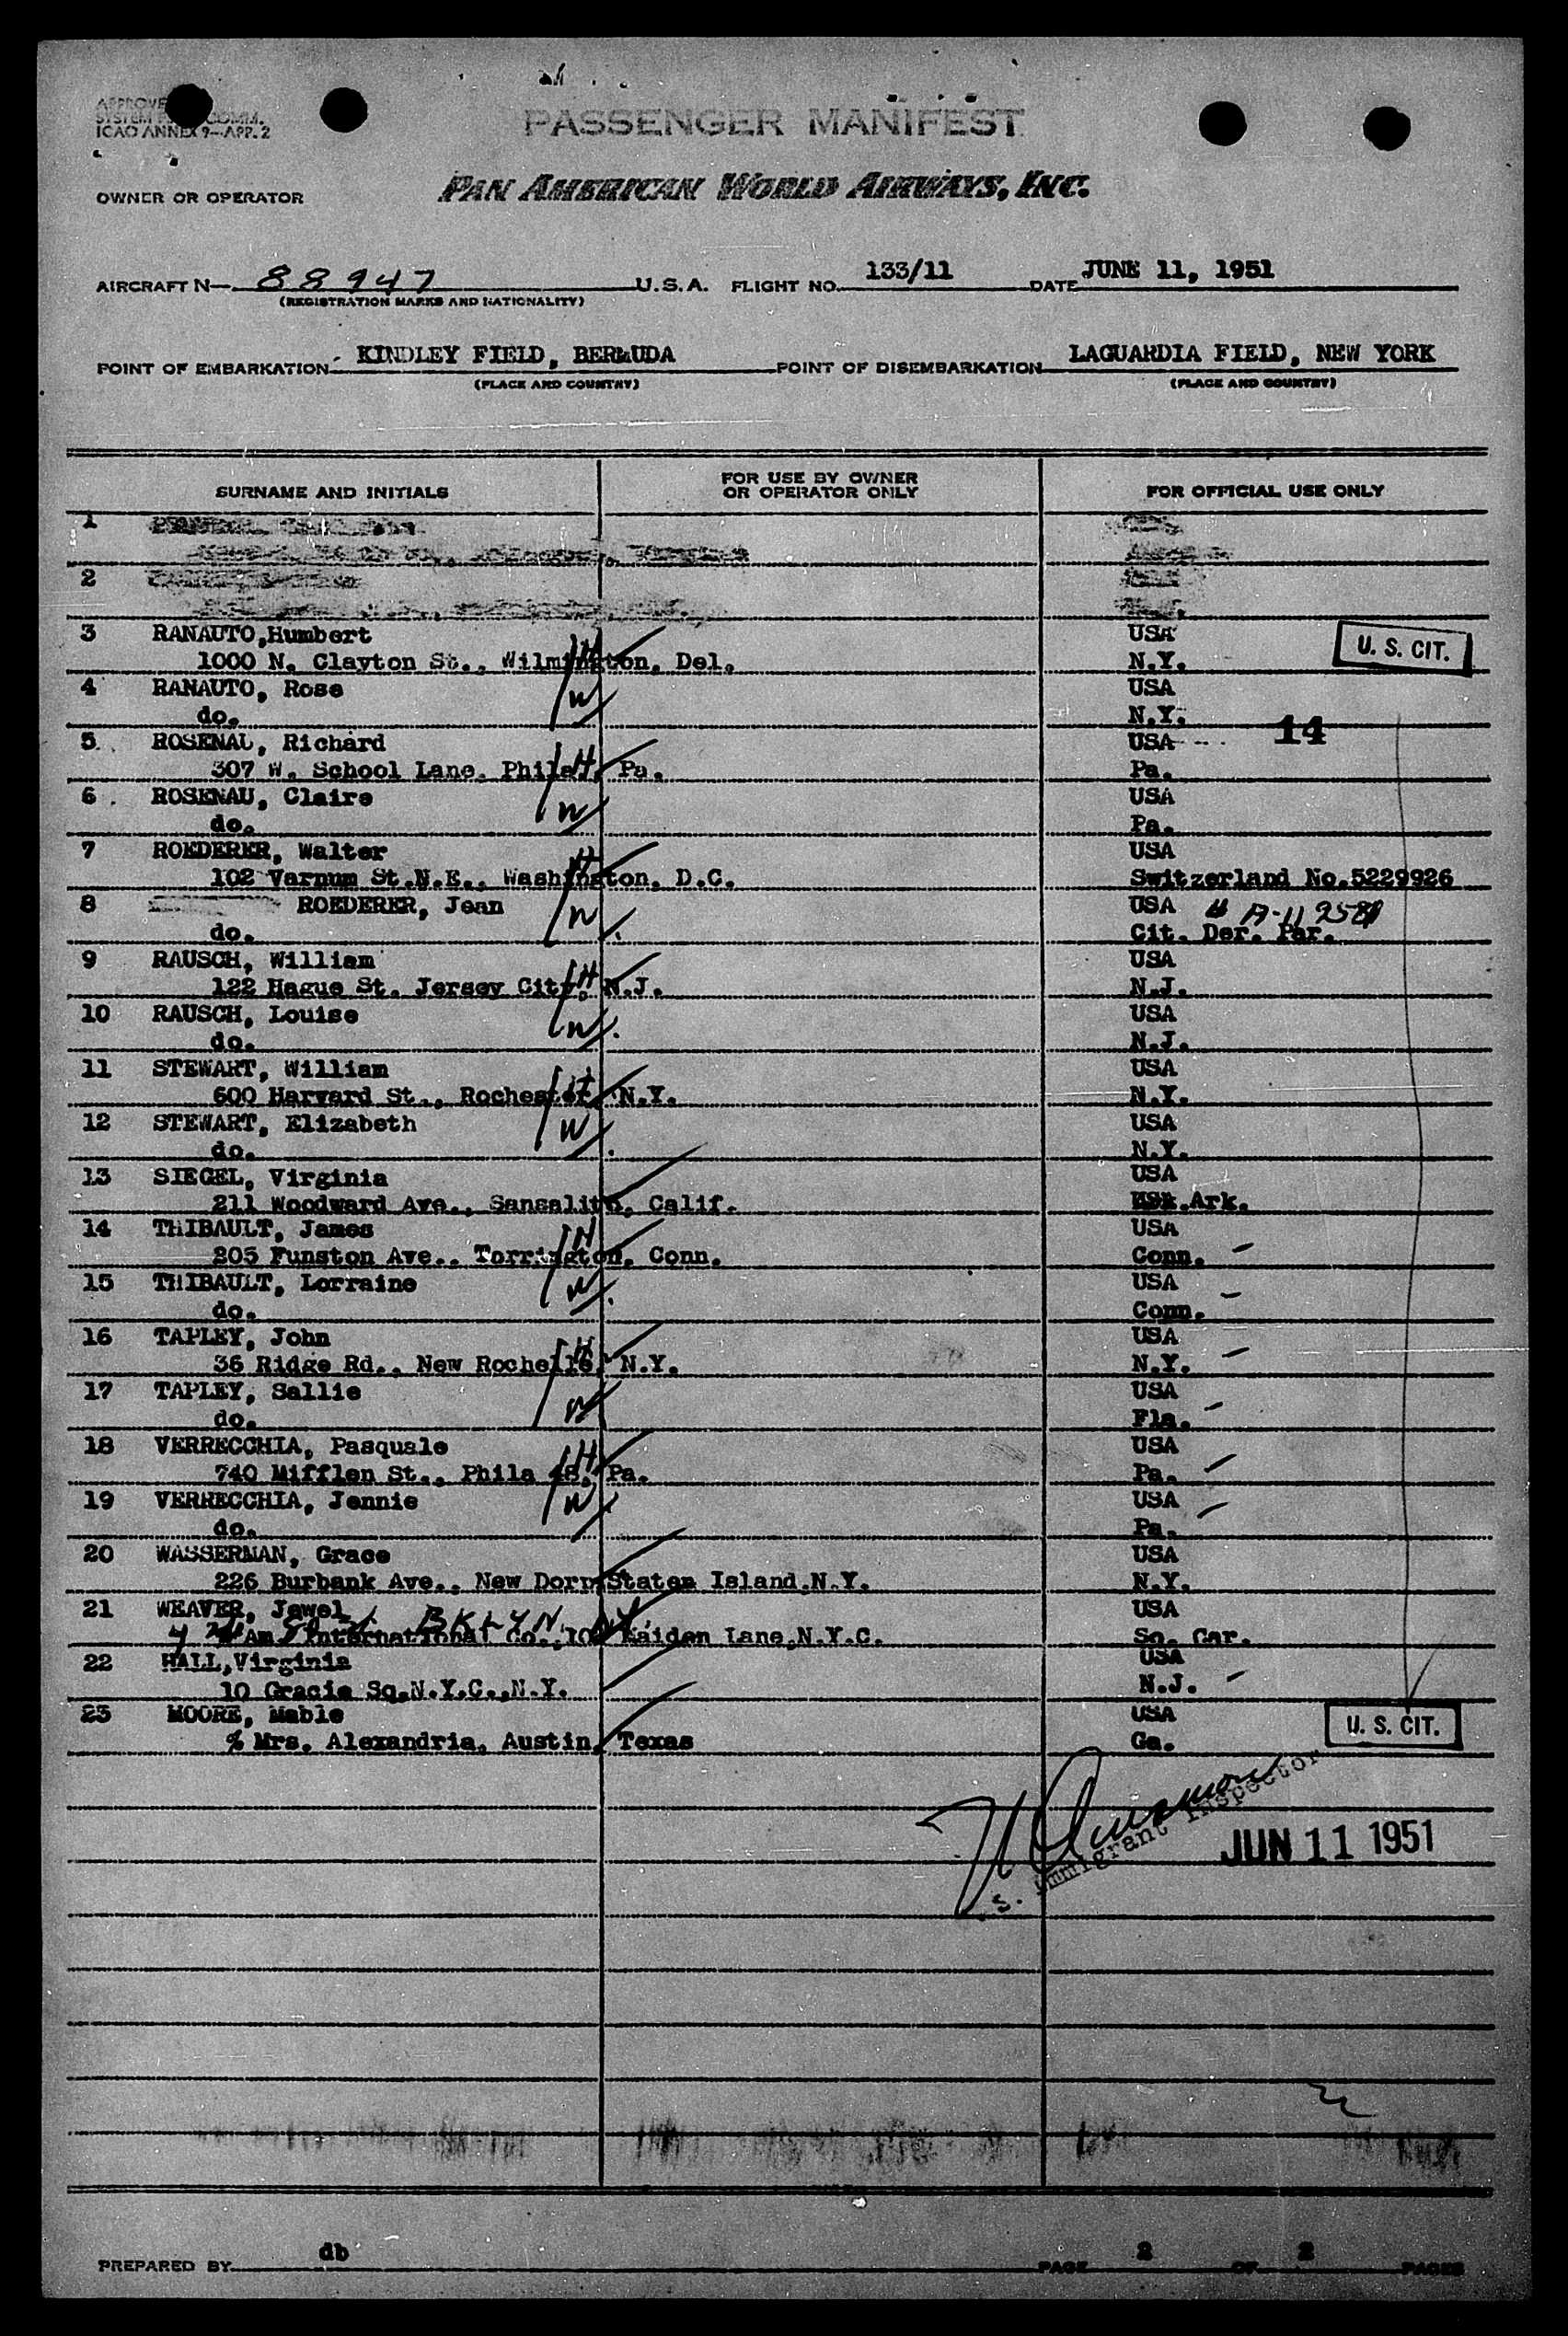 PASSENGER MANIFEST
ICAO ANNEX 9—APP. 2
OWNER OR OPERATOR PAN AMERICAN WORLD AIRWAYS, INC.
AIRCRAFT N— 88947 U.S.A. FLIGHT NO. 133/11 DATE JUNE 11, 1951
(REGISTRATION MARKS AND NATIONALITY)
POINT OF EMBARKATION KINDLEY FIELD, BERMUDA POINT OF DISEMBARKATION LAGUARDIA FIELD, NEW YORK
(PLACE AND COUNTRY) (PLACE AND COUNTRY)
SURNAME AND INITIALS FOR USE BY OWNER OR OPERATOR ONLY FOR OFFICIAL USE ONLY
1
2
3 RANAUTO,Humbert USA U. S. CIT.
1000 N. Clayton St., Wilmington, Del. H N.Y.
4 RANAUTO, Rose W USA
do. N.Y. 14
5 ROSENAU, Richard USA
307 W. School Lane, Phila. Pa. H Pa.
6 ROSENAU, Claire W USA
do. Pa.
7 ROEDERER, Walter H USA
102 Varnum St.N.E., Washington, D.C. Switzerland No.5229926
8 ROEDERER, Jean W USA
do. Cit. Der. Par.
9 RAUSCH, William H USA
122 Hague St. Jersey City, N.J. N.J.
10 RAUSCH, Louise W USA
do. N.J.
11 STEWART, William H USA
600 Harvard St., Rochester, N.Y. N.Y.
12 STEWART, Elizabeth W USA
do. N.Y.
13 SIEGEL, Virginia USA
211 Woodward Ave., Sansalito, Calif. Ark.
14 THIBAULT, James H USA
205 Funston Ave., Torrington, Conn. Conn.
15 THIBAULT, Lorraine W USA
do. Conn.
16 TAPLEY, John H USA
36 Ridge Rd., New Rochelle, N.Y. N.Y.
17 TAPLEY, Sallie W USA
do. Fla.
18 VERRECCHIA, Pasquale H USA
740 Mifflen St., Phila 48, Pa. Pa.
19 VERRECCHIA, Jennie W USA
do. Pa.
20 WASSERMAN, Grace USA
226 Burbank Ave., New Dorp Staten Island,N.Y. N.Y.
21 WEAVER, Jewel BKLYN. N.Y. USA
Am. International Co., Maiden Lane,N.Y.C. So. Car.
22 HALL,Virginia USA
10 Gracie Sq.N.Y.C.,N.Y. N.J.
23 MOORE, Mable USA U. S. CIT.
% Mrs. Alexandria, Austin, Texas Ga.
Immigrant Inspector
JUN 11 1951
PREPARED BY db PAGE 2 OF 2 PAGES